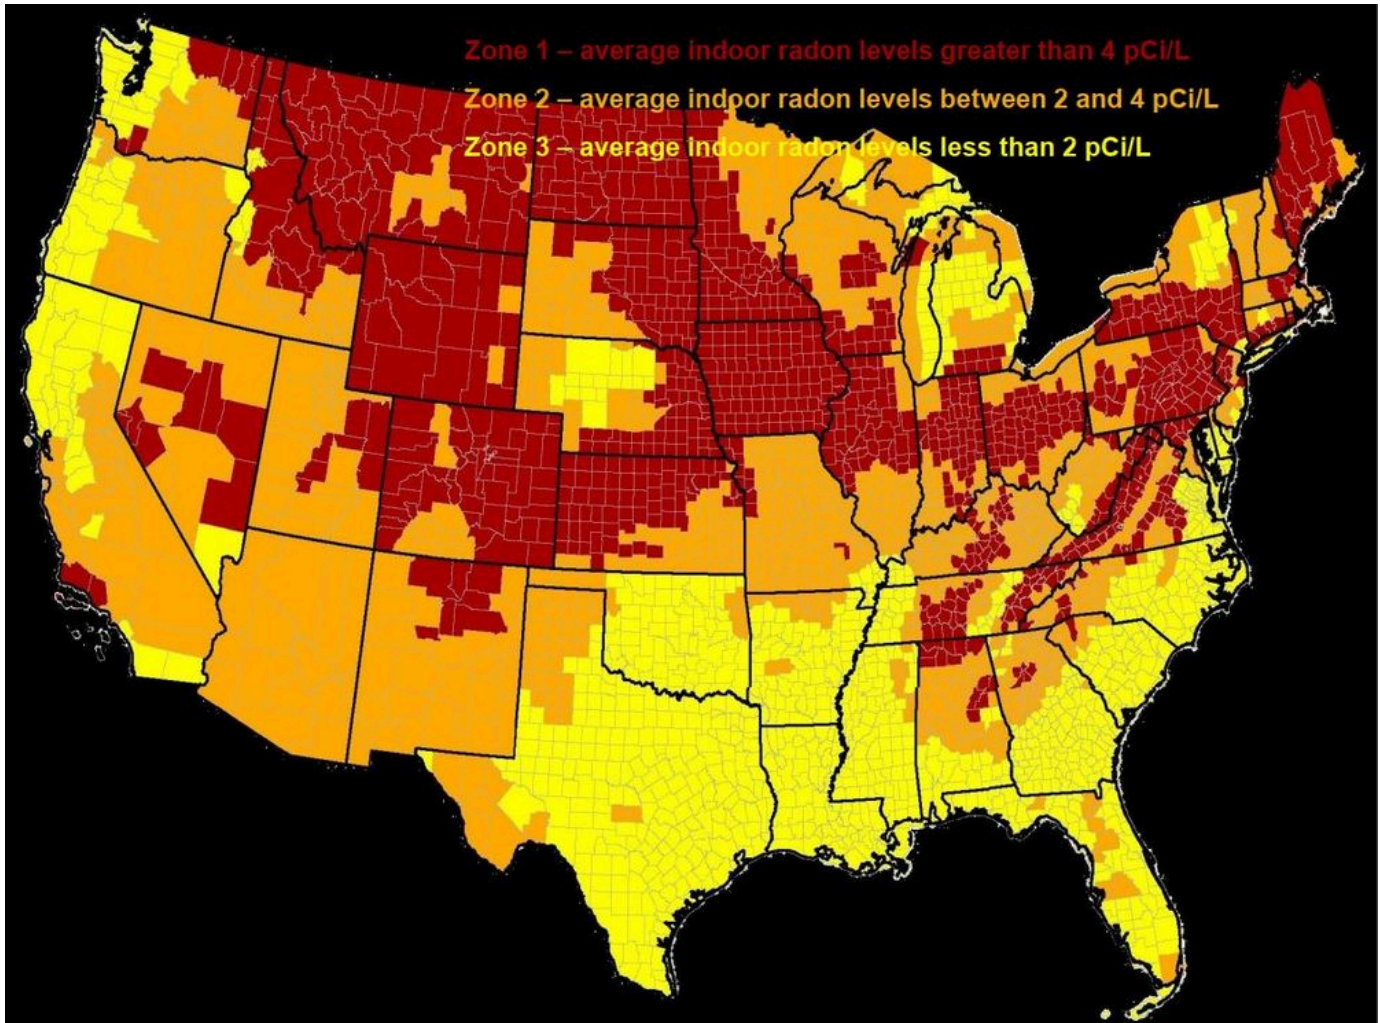 Zone 1 – average indoor radon levels greater than 4 pCi/L
Zone 2 – average indoor radon levels between 2 and 4 pCi/L
Zone 3 – average indoor radon levels less than 2 pCi/L